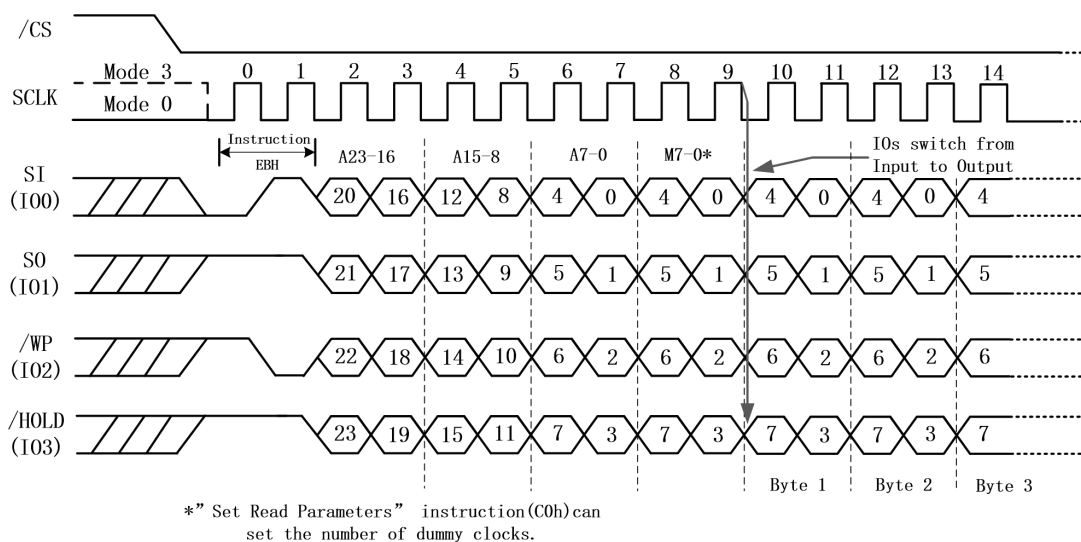 /CS
Mode 3
0 1 2 3 4 5 6 7 8 9 10 11 12 13 14
SCLK
Mode 0
Instruction
EBH
A23-16 A15-8 A7-0 M7-0*
IOs switch from
Input to Output
SI
(IO0)
20 16 12 8 4 0 4 0 4 0 4 0 4
SO
(IO1)
21 17 13 9 5 1 5 1 5 1 5 1 5
/WP
(IO2)
22 18 14 10 6 2 6 2 6 2 6 2 6
/HOLD
(IO3)
23 19 15 11 7 3 7 3 7 3 7 3 7
Byte 1 Byte 2 Byte 3
*” Set Read Parameters” instruction(C0h)can
set the number of dummy clocks.